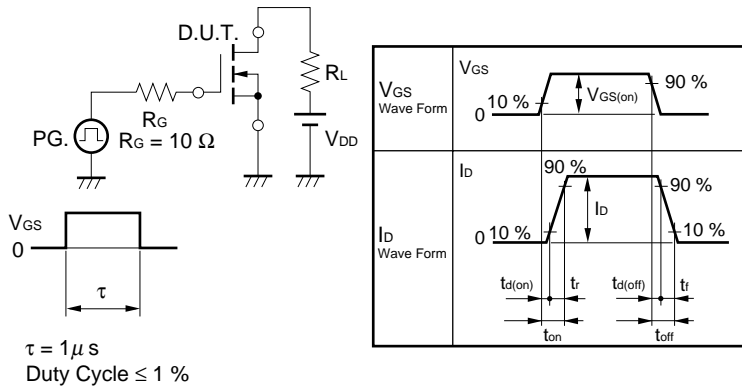 D.U.T.
RL
RG
RG = 10 Ω
PG.
VDD
VGS
0
τ
τ = 1μ s
Duty Cycle ≤ 1 %
VGS
Wave Form
VGS
10 %
0
VGS(on)
90 %
ID
Wave Form
ID
90 %
90 %
ID
0 10 %
10 %
td(on)
tr
td(off)
tf
ton
toff